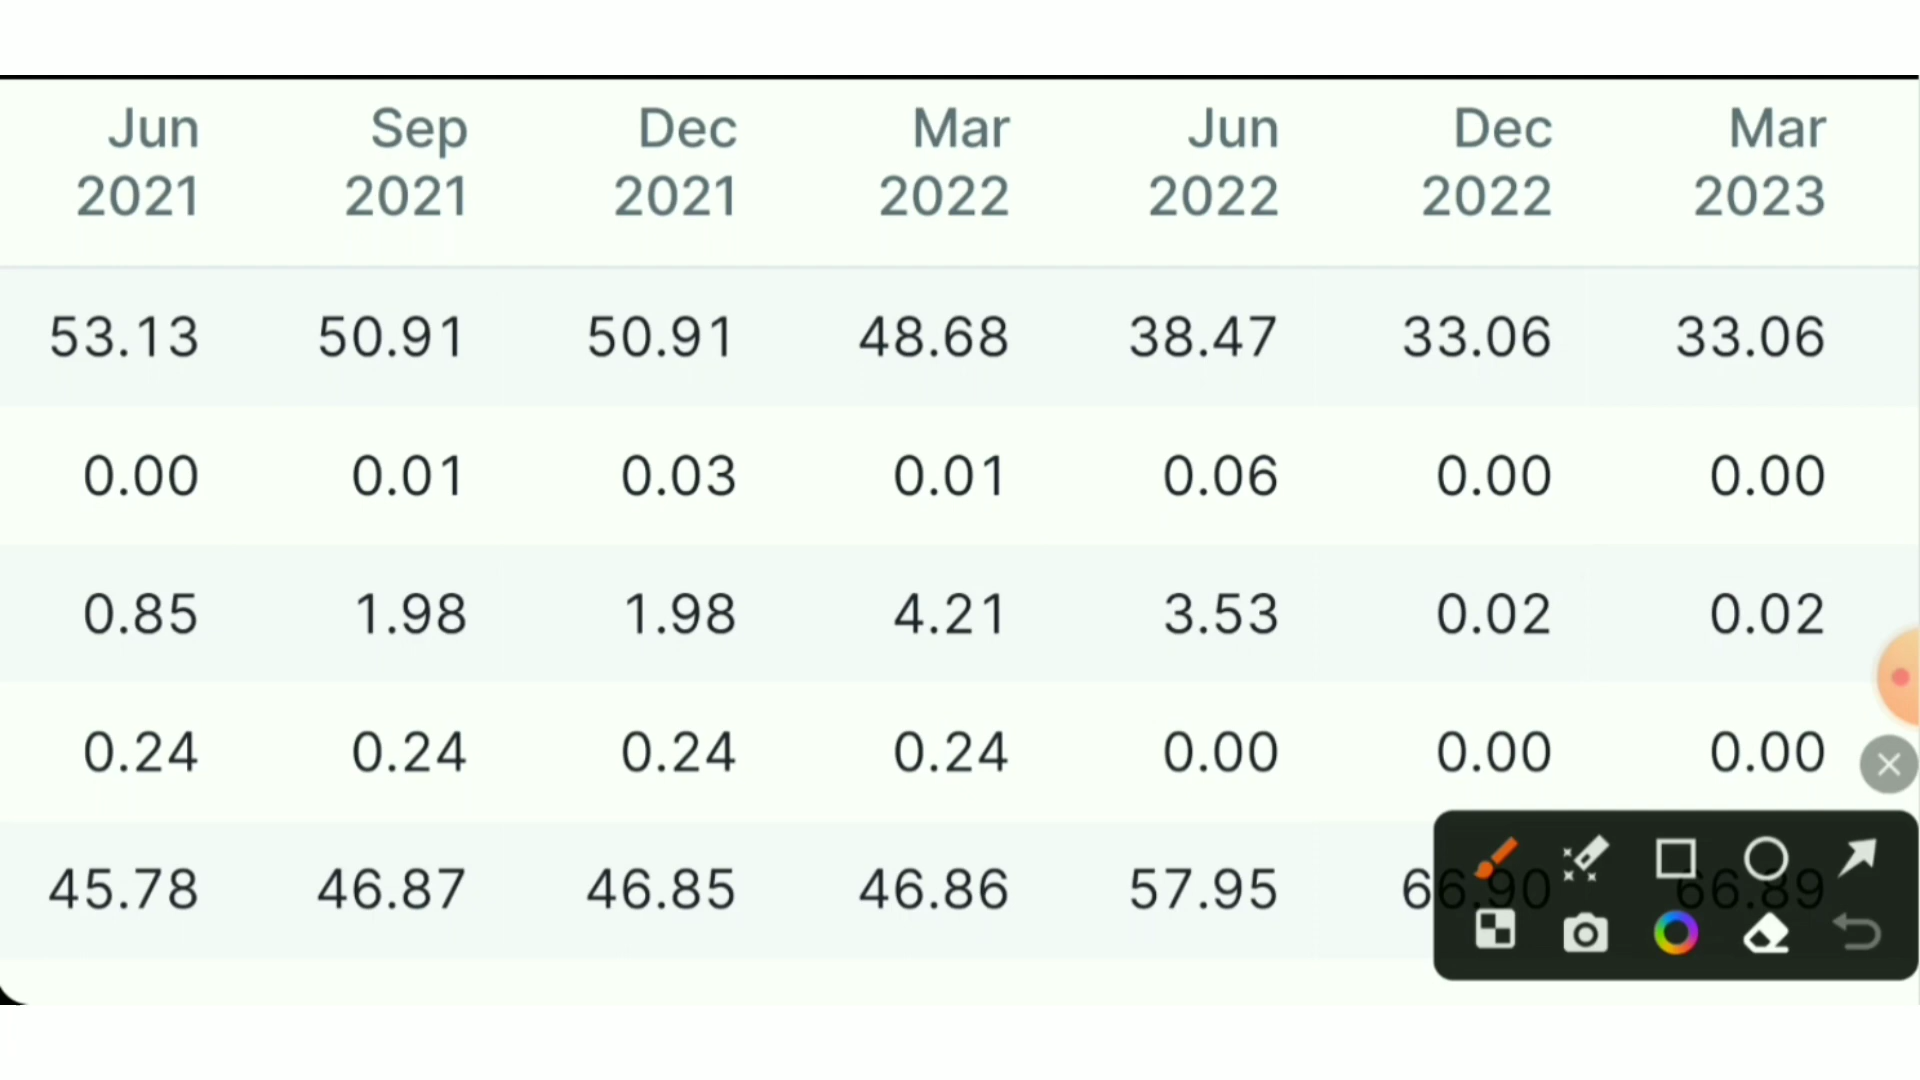 Jun Sep Dec Mar Jun Dec Mar
2021 2021 2021 2022 2022 2022 2023
53.13 50.91 50.91 48.68 38.47 33.06 33.06
0.00 0.01 0.03 0.01 0.06 0.00 0.00
0.85 1.98 1.98 4.21 3.53 0.02 0.02
0.24 0.24 0.24 0.24 0.00 0.00 0.00
45.78 46.87 46.85 46.86 57.95 66.90 66.89